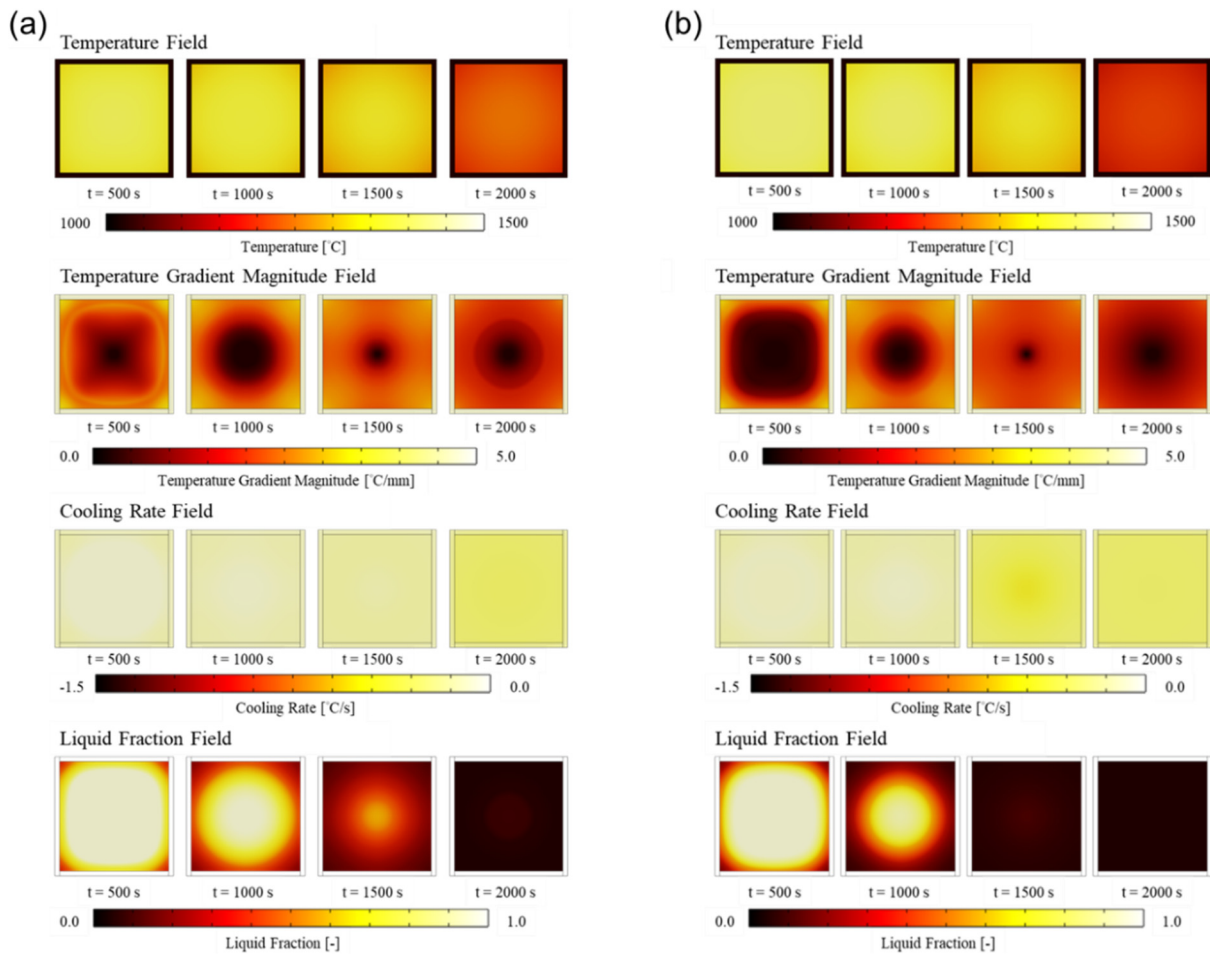 (a)
Temperature Field
t = 500 s t = 1000 s t = 1500 s t = 2000 s
1000 1500
Temperature [°C]
Temperature Gradient Magnitude Field
t = 500 s t = 1000 s t = 1500 s t = 2000 s
0.0 5.0
Temperature Gradient Magnitude [°C/mm]
Cooling Rate Field
t = 500 s t = 1000 s t = 1500 s t = 2000 s
-1.5 0.0
Cooling Rate [°C/s]
Liquid Fraction Field
t = 500 s t = 1000 s t = 1500 s t = 2000 s
0.0 1.0
Liquid Fraction [-]
(b)
Temperature Field
t = 500 s t = 1000 s t = 1500 s t = 2000 s
1000 1500
Temperature [°C]
Temperature Gradient Magnitude Field
t = 500 s t = 1000 s t = 1500 s t = 2000 s
0.0 5.0
Temperature Gradient Magnitude [°C/mm]
Cooling Rate Field
t = 500 s t = 1000 s t = 1500 s t = 2000 s
-1.5 0.0
Cooling Rate [°C/s]
Liquid Fraction Field
t = 500 s t = 1000 s t = 1500 s t = 2000 s
0.0 1.0
Liquid Fraction [-]